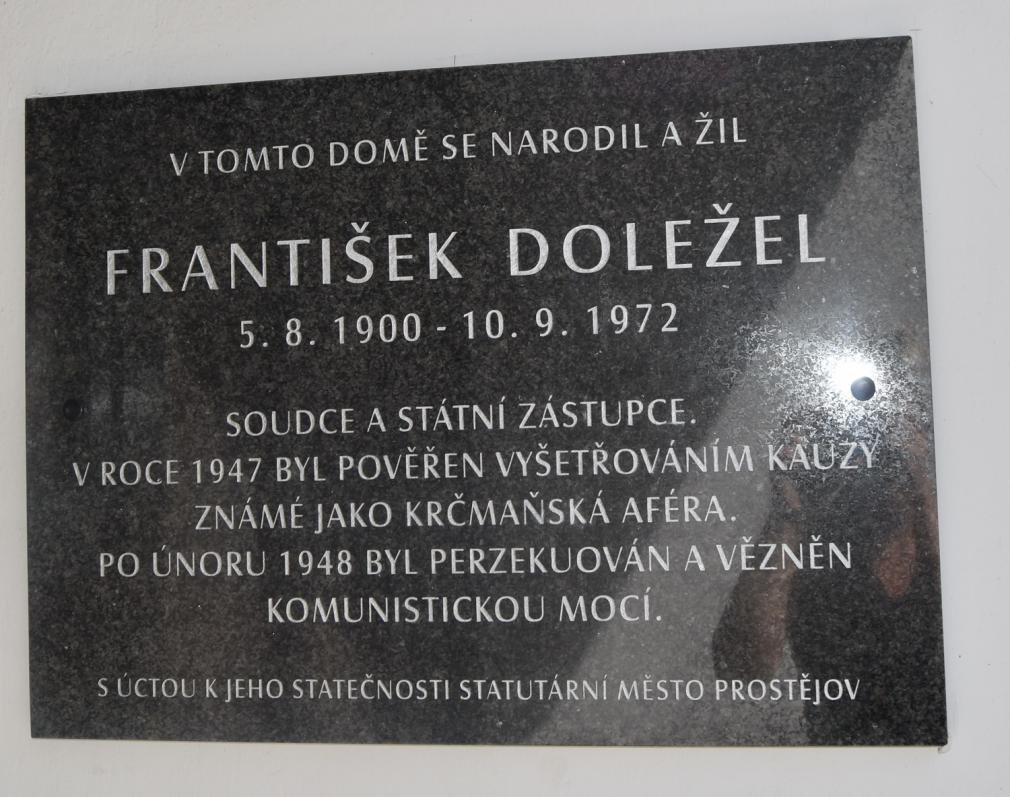 V TOMTO DOMĚ SE NARODIL A ŽIL
FRANTIŠEK DOLEŽEL
5. 8. 1900 - 10. 9. 1972
SOUDCE A STÁTNÍ ZÁSTUPCE.
V ROCE 1947 BYL POVĚŘEN VYŠETŘOVÁNÍM KAUZY
ZNÁMÉ JAKO KRČMAŇSKÁ AFÉRA.
PO ÚNORU 1948 BYL PERZEKUOVÁN A VĚZNĚN
KOMUNISTICKOU MOCÍ.
S ÚCTOU K JEHO STATEČNOSTI STATUTÁRNÍ MĚSTO PROSTĚJOV